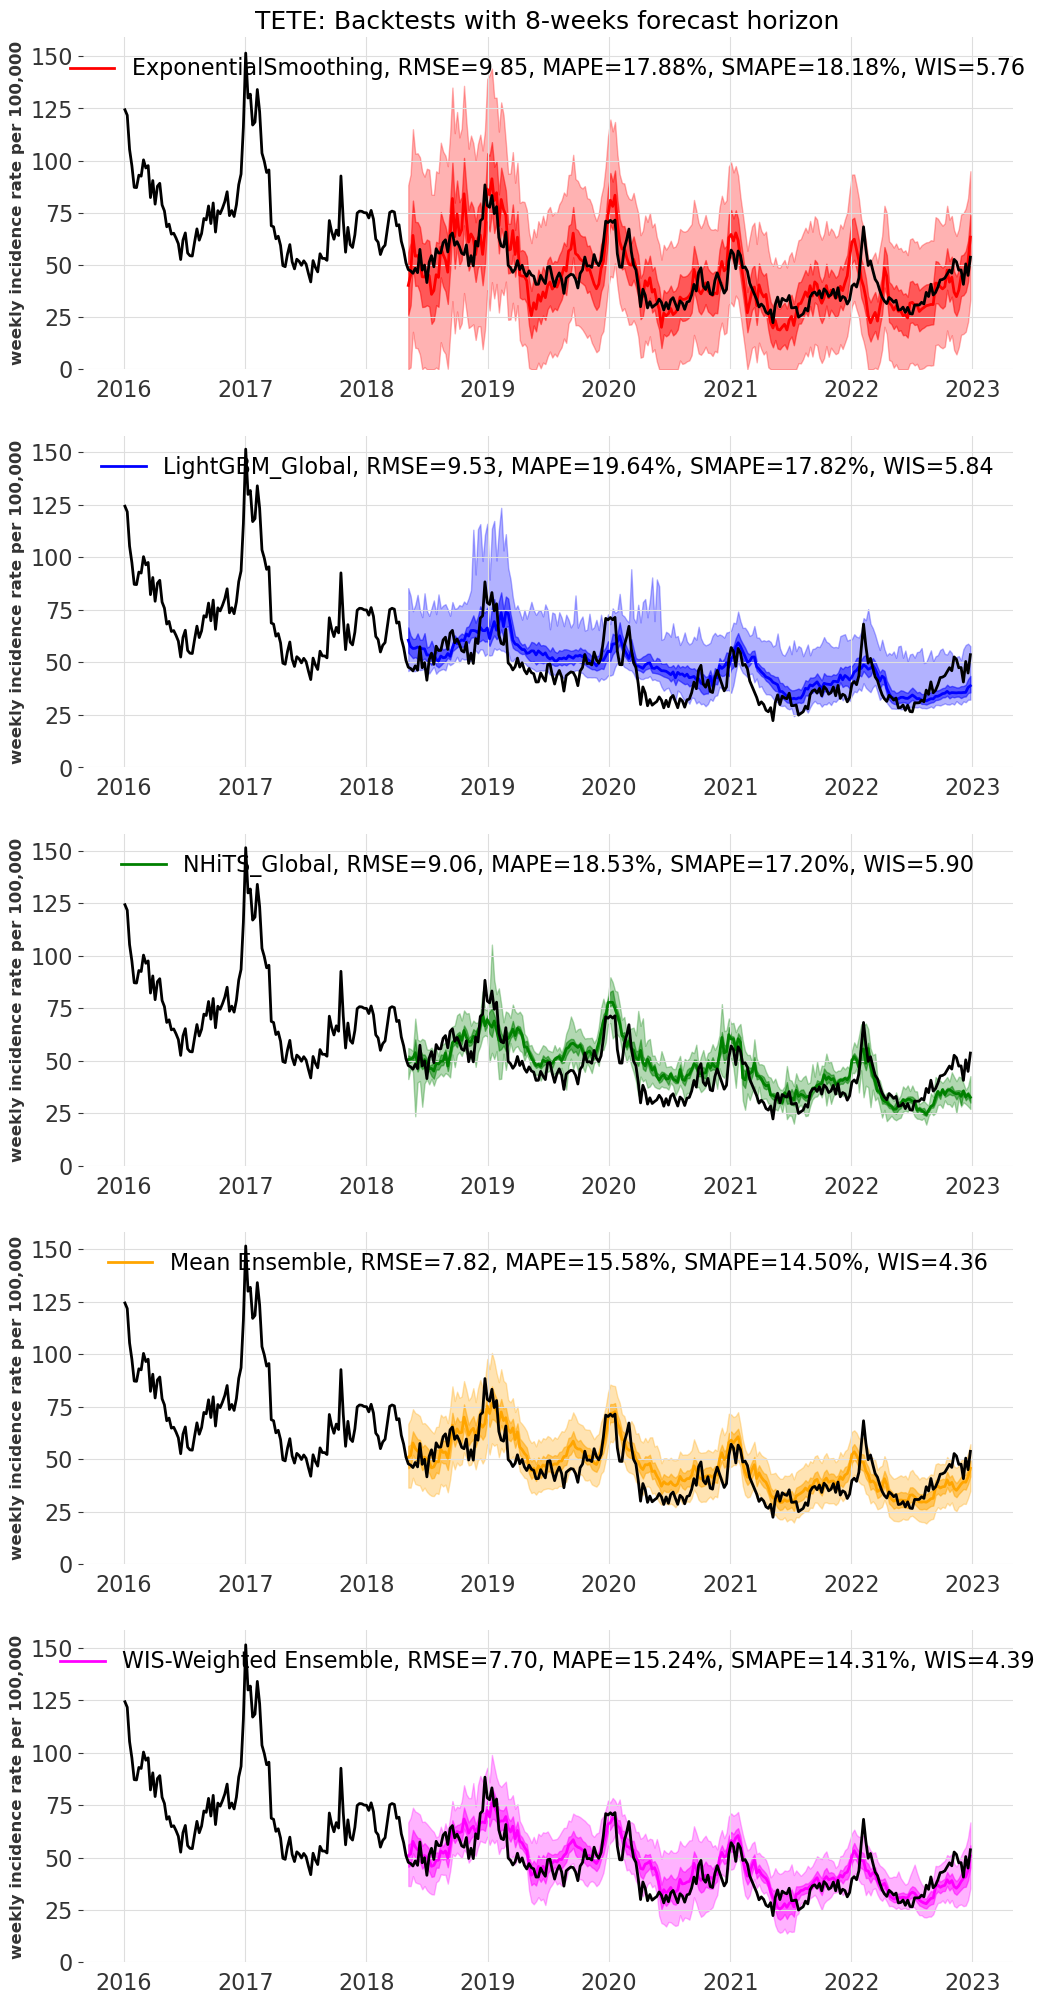 TETE: Backtests with 8-weeks forecast horizon
weekly incidence rate per 100,000
ExponentialSmoothing, RMSE=9.85, MAPE=17.88%, SMAPE=18.18%, WIS=5.76
150
125
100
75
50
25
0
2016 2017 2018 2019 2020 2021 2022 2023
weekly incidence rate per 100,000
LightGBM_Global, RMSE=9.53, MAPE=19.64%, SMAPE=17.82%, WIS=5.84
150
125
100
75
50
25
0
2016 2017 2018 2019 2020 2021 2022 2023
weekly incidence rate per 100,000
NHiTS_Global, RMSE=9.06, MAPE=18.53%, SMAPE=17.20%, WIS=5.90
150
125
100
75
50
25
0
2016 2017 2018 2019 2020 2021 2022 2023
weekly incidence rate per 100,000
Mean Ensemble, RMSE=7.82, MAPE=15.58%, SMAPE=14.50%, WIS=4.36
150
125
100
75
50
25
0
2016 2017 2018 2019 2020 2021 2022 2023
weekly incidence rate per 100,000
WIS-Weighted Ensemble, RMSE=7.70, MAPE=15.24%, SMAPE=14.31%, WIS=4.39
150
125
100
75
50
25
0
2016 2017 2018 2019 2020 2021 2022 2023